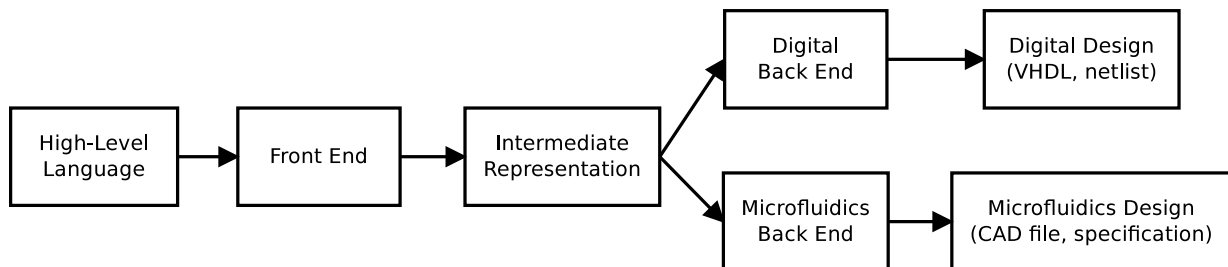 High-Level
Language
Front End
Intermediate
Representation
Digital
Back End
Digital Design
(VHDL, netlist)
Microfluidics
Back End
Microfluidics Design
(CAD file, specification)